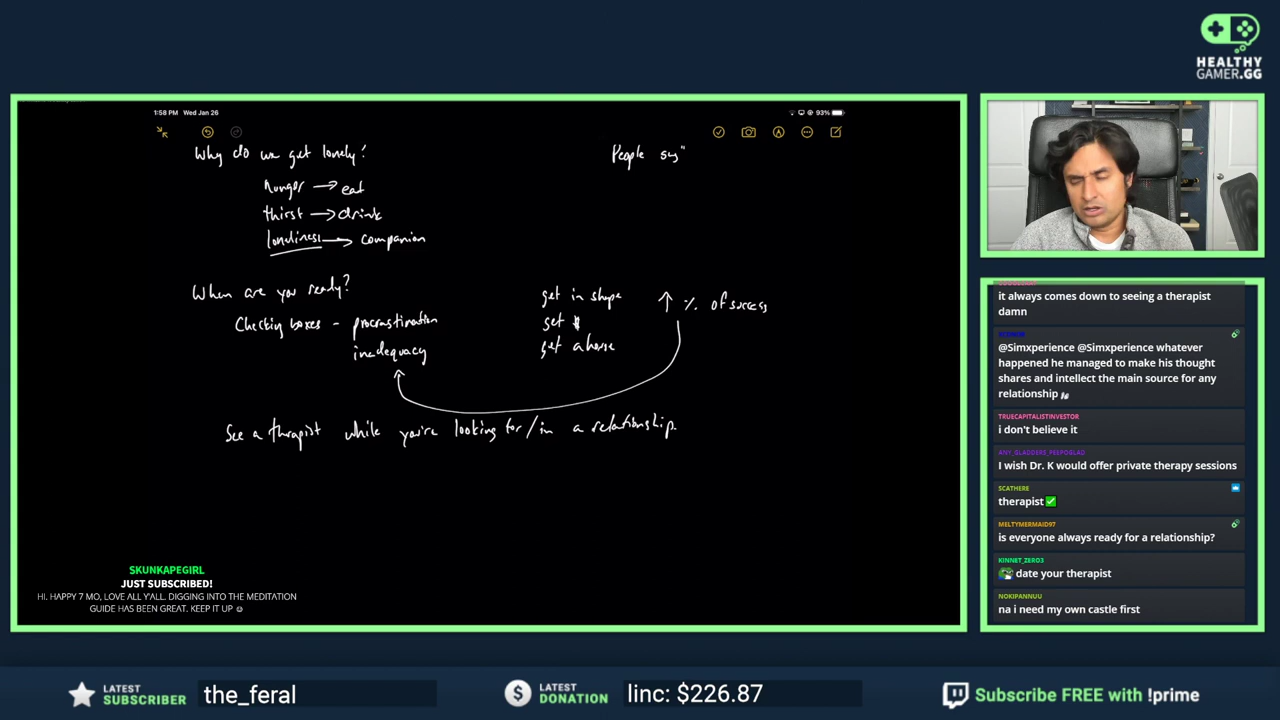 HEALTHY
GAMER.GG
1:58 PM Wed Jan 26
93%
Why do we get lonely?
People say"
hunger → eat
thirst → drink
loneliness → companion
When are you ready?
Checking boxes - procrastination
inadequacy
get in shape
get $
get a house
↑ % of success
See a therapist while you're looking for/in a relationship.
SKUNKAPEGIRL
JUST SUBSCRIBED!
HI. HAPPY 7 MO, LOVE ALL Y'ALL. DIGGING INTO THE MEDITATION
GUIDE HAS BEEN GREAT. KEEP IT UP
it always comes down to seeing a therapist
damn
@Simxperience @Simxperience whatever
happened he managed to make his thought
shares and intellect the main source for any
relationship
TRUECAPITALISTINVESTOR
i don't believe it
ANY_GLADDERS_PEEPOGLAD
I wish Dr. K would offer private therapy sessions
SCATHERE
therapist ✅
MELTYMERMAID97
is everyone always ready for a relationship?
KINNET_ZERO3
date your therapist
NOKIPANNUU
na i need my own castle first
LATEST
SUBSCRIBER
the_feral
LATEST
DONATION
linc: $226.87
Subscribe FREE with !prime